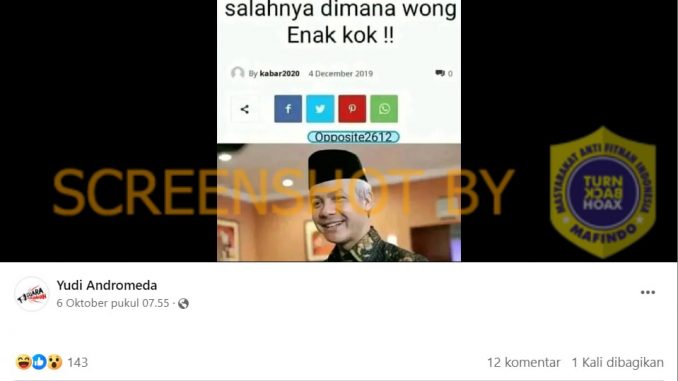 salahnya dimana wong
Enak kok !!
By kabar2020 4 December 2019 0
Opposite2612
SCREENSHOT BY
MASYARAKAT ANTI FITNAH INDONESIA
TURN
BACK
HOAX
MAFINDO
Yudi Andromeda
6 Oktober pukul 07.55 ·
143
12 komentar 1 Kali dibagikan